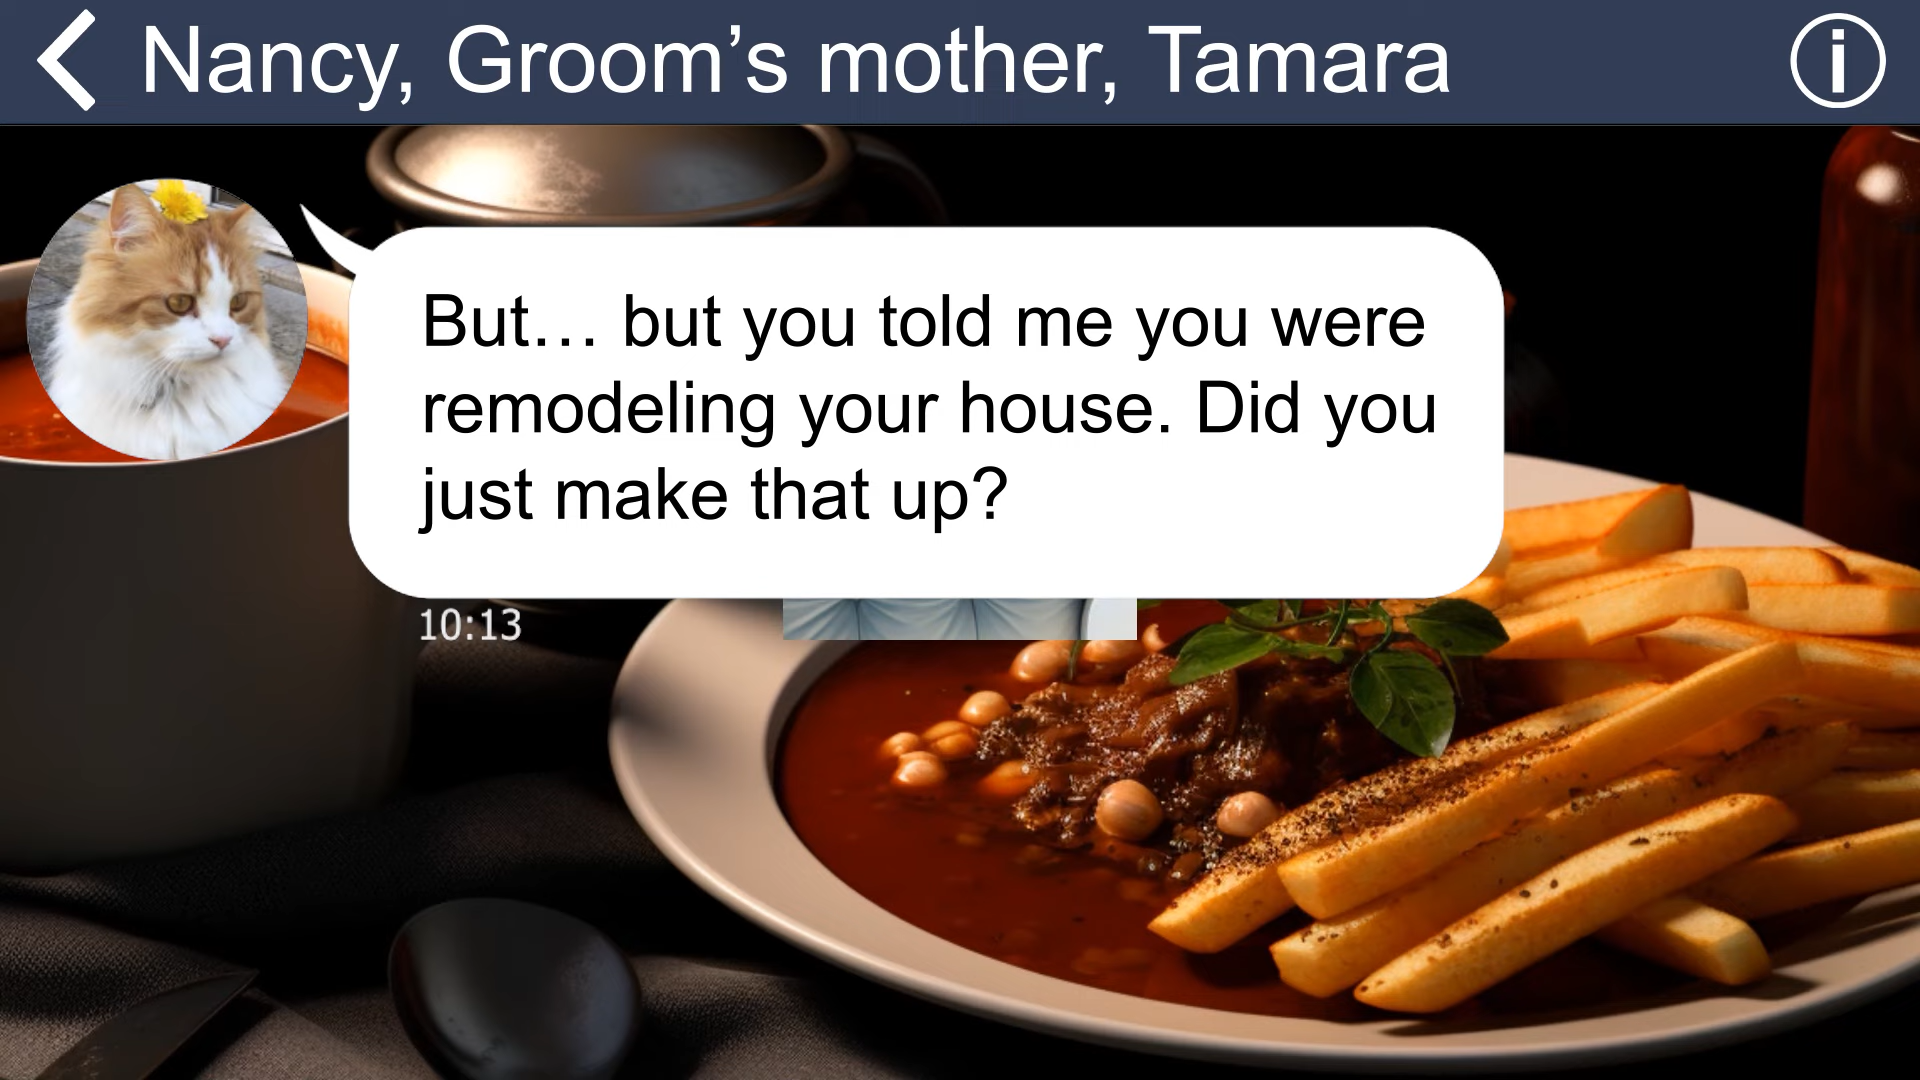 Nancy, Groom’s mother, Tamara
But… but you told me you were
remodeling your house. Did you
just make that up?
10:13